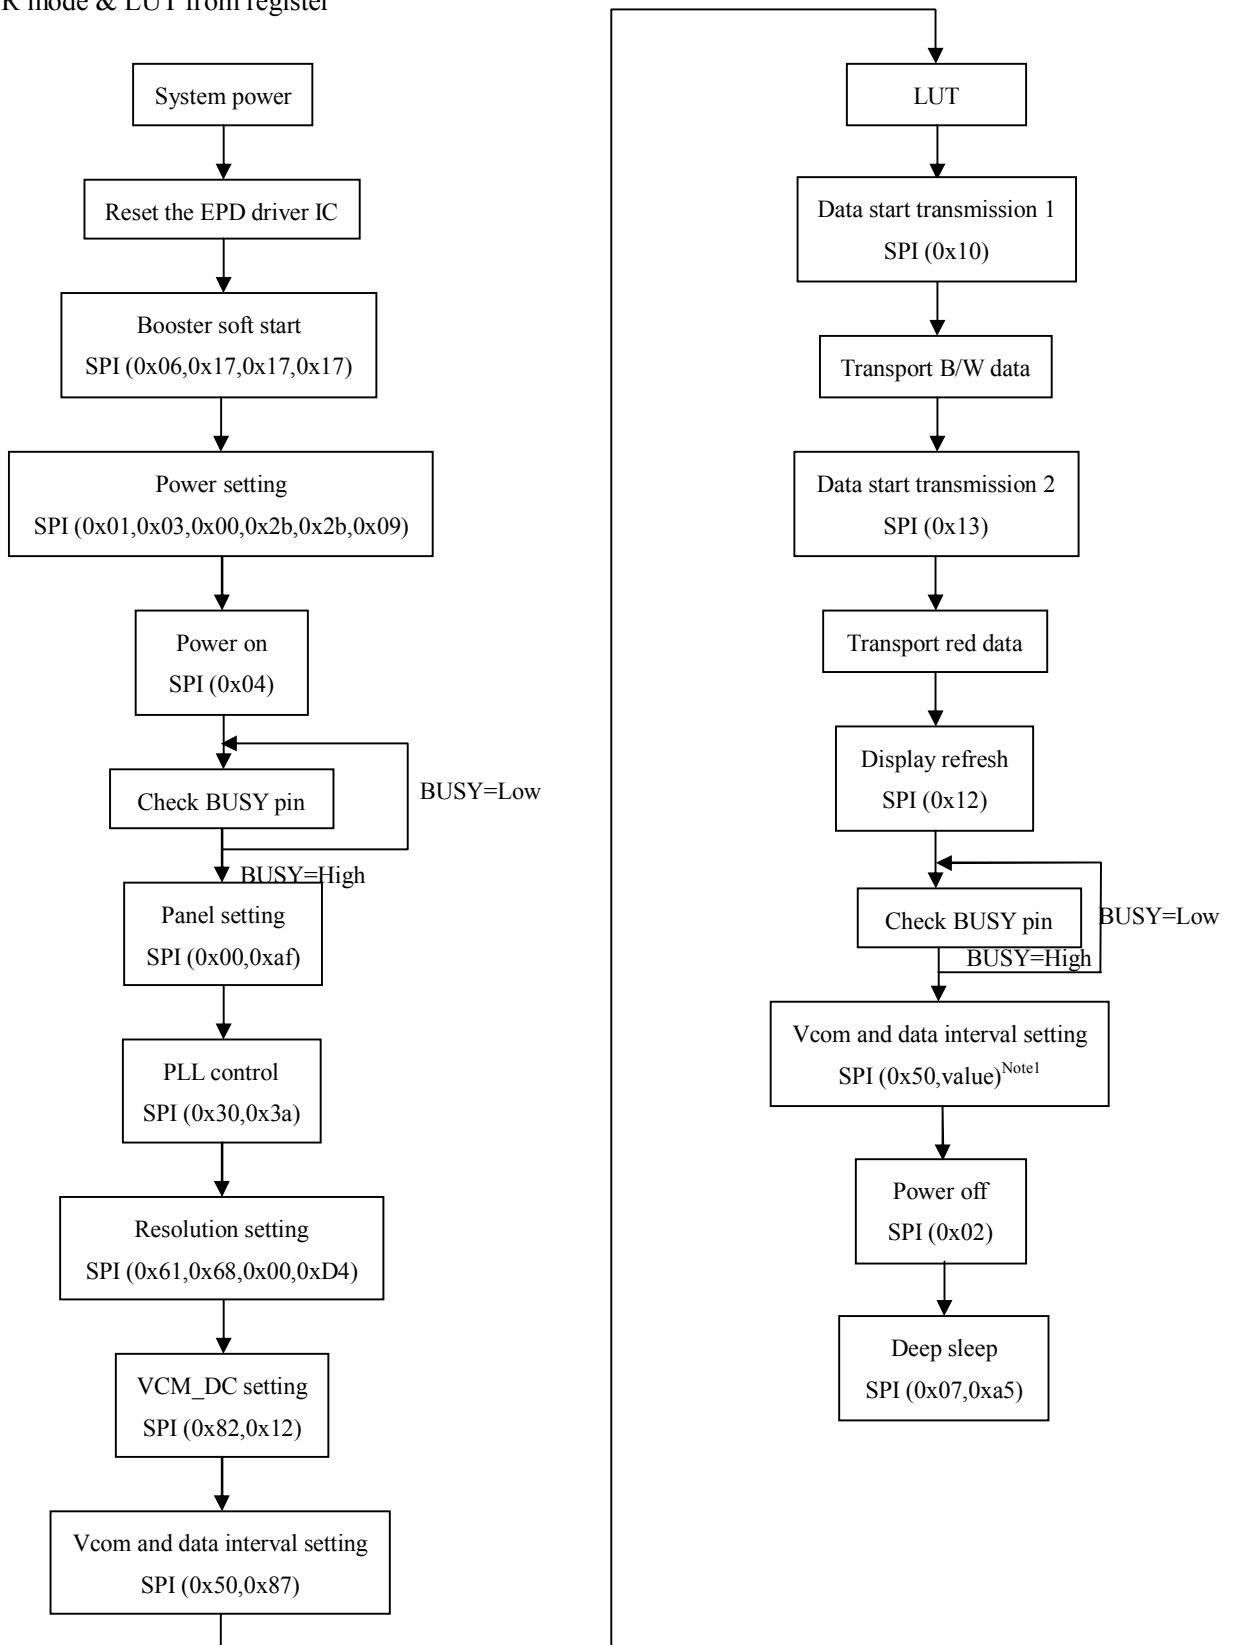 R mode & LUT from register
System power
Reset the EPD driver IC
Booster soft start
SPI (0x06,0x17,0x17,0x17)
Power setting
SPI (0x01,0x03,0x00,0x2b,0x2b,0x09)
Power on
SPI (0x04)
Check BUSY pin
BUSY=Low
BUSY=High
Panel setting
SPI (0x00,0xaf)
PLL control
SPI (0x30,0x3a)
Resolution setting
SPI (0x61,0x68,0x00,0xD4)
VCM_DC setting
SPI (0x82,0x12)
Vcom and data interval setting
SPI (0x50,0x87)
LUT
Data start transmission 1
SPI (0x10)
Transport B/W data
Data start transmission 2
SPI (0x13)
Transport red data
Display refresh
SPI (0x12)
Check BUSY pin
BUSY=Low
BUSY=High
Vcom and data interval setting
SPI (0x50,value)Note1
Power off
SPI (0x02)
Deep sleep
SPI (0x07,0xa5)